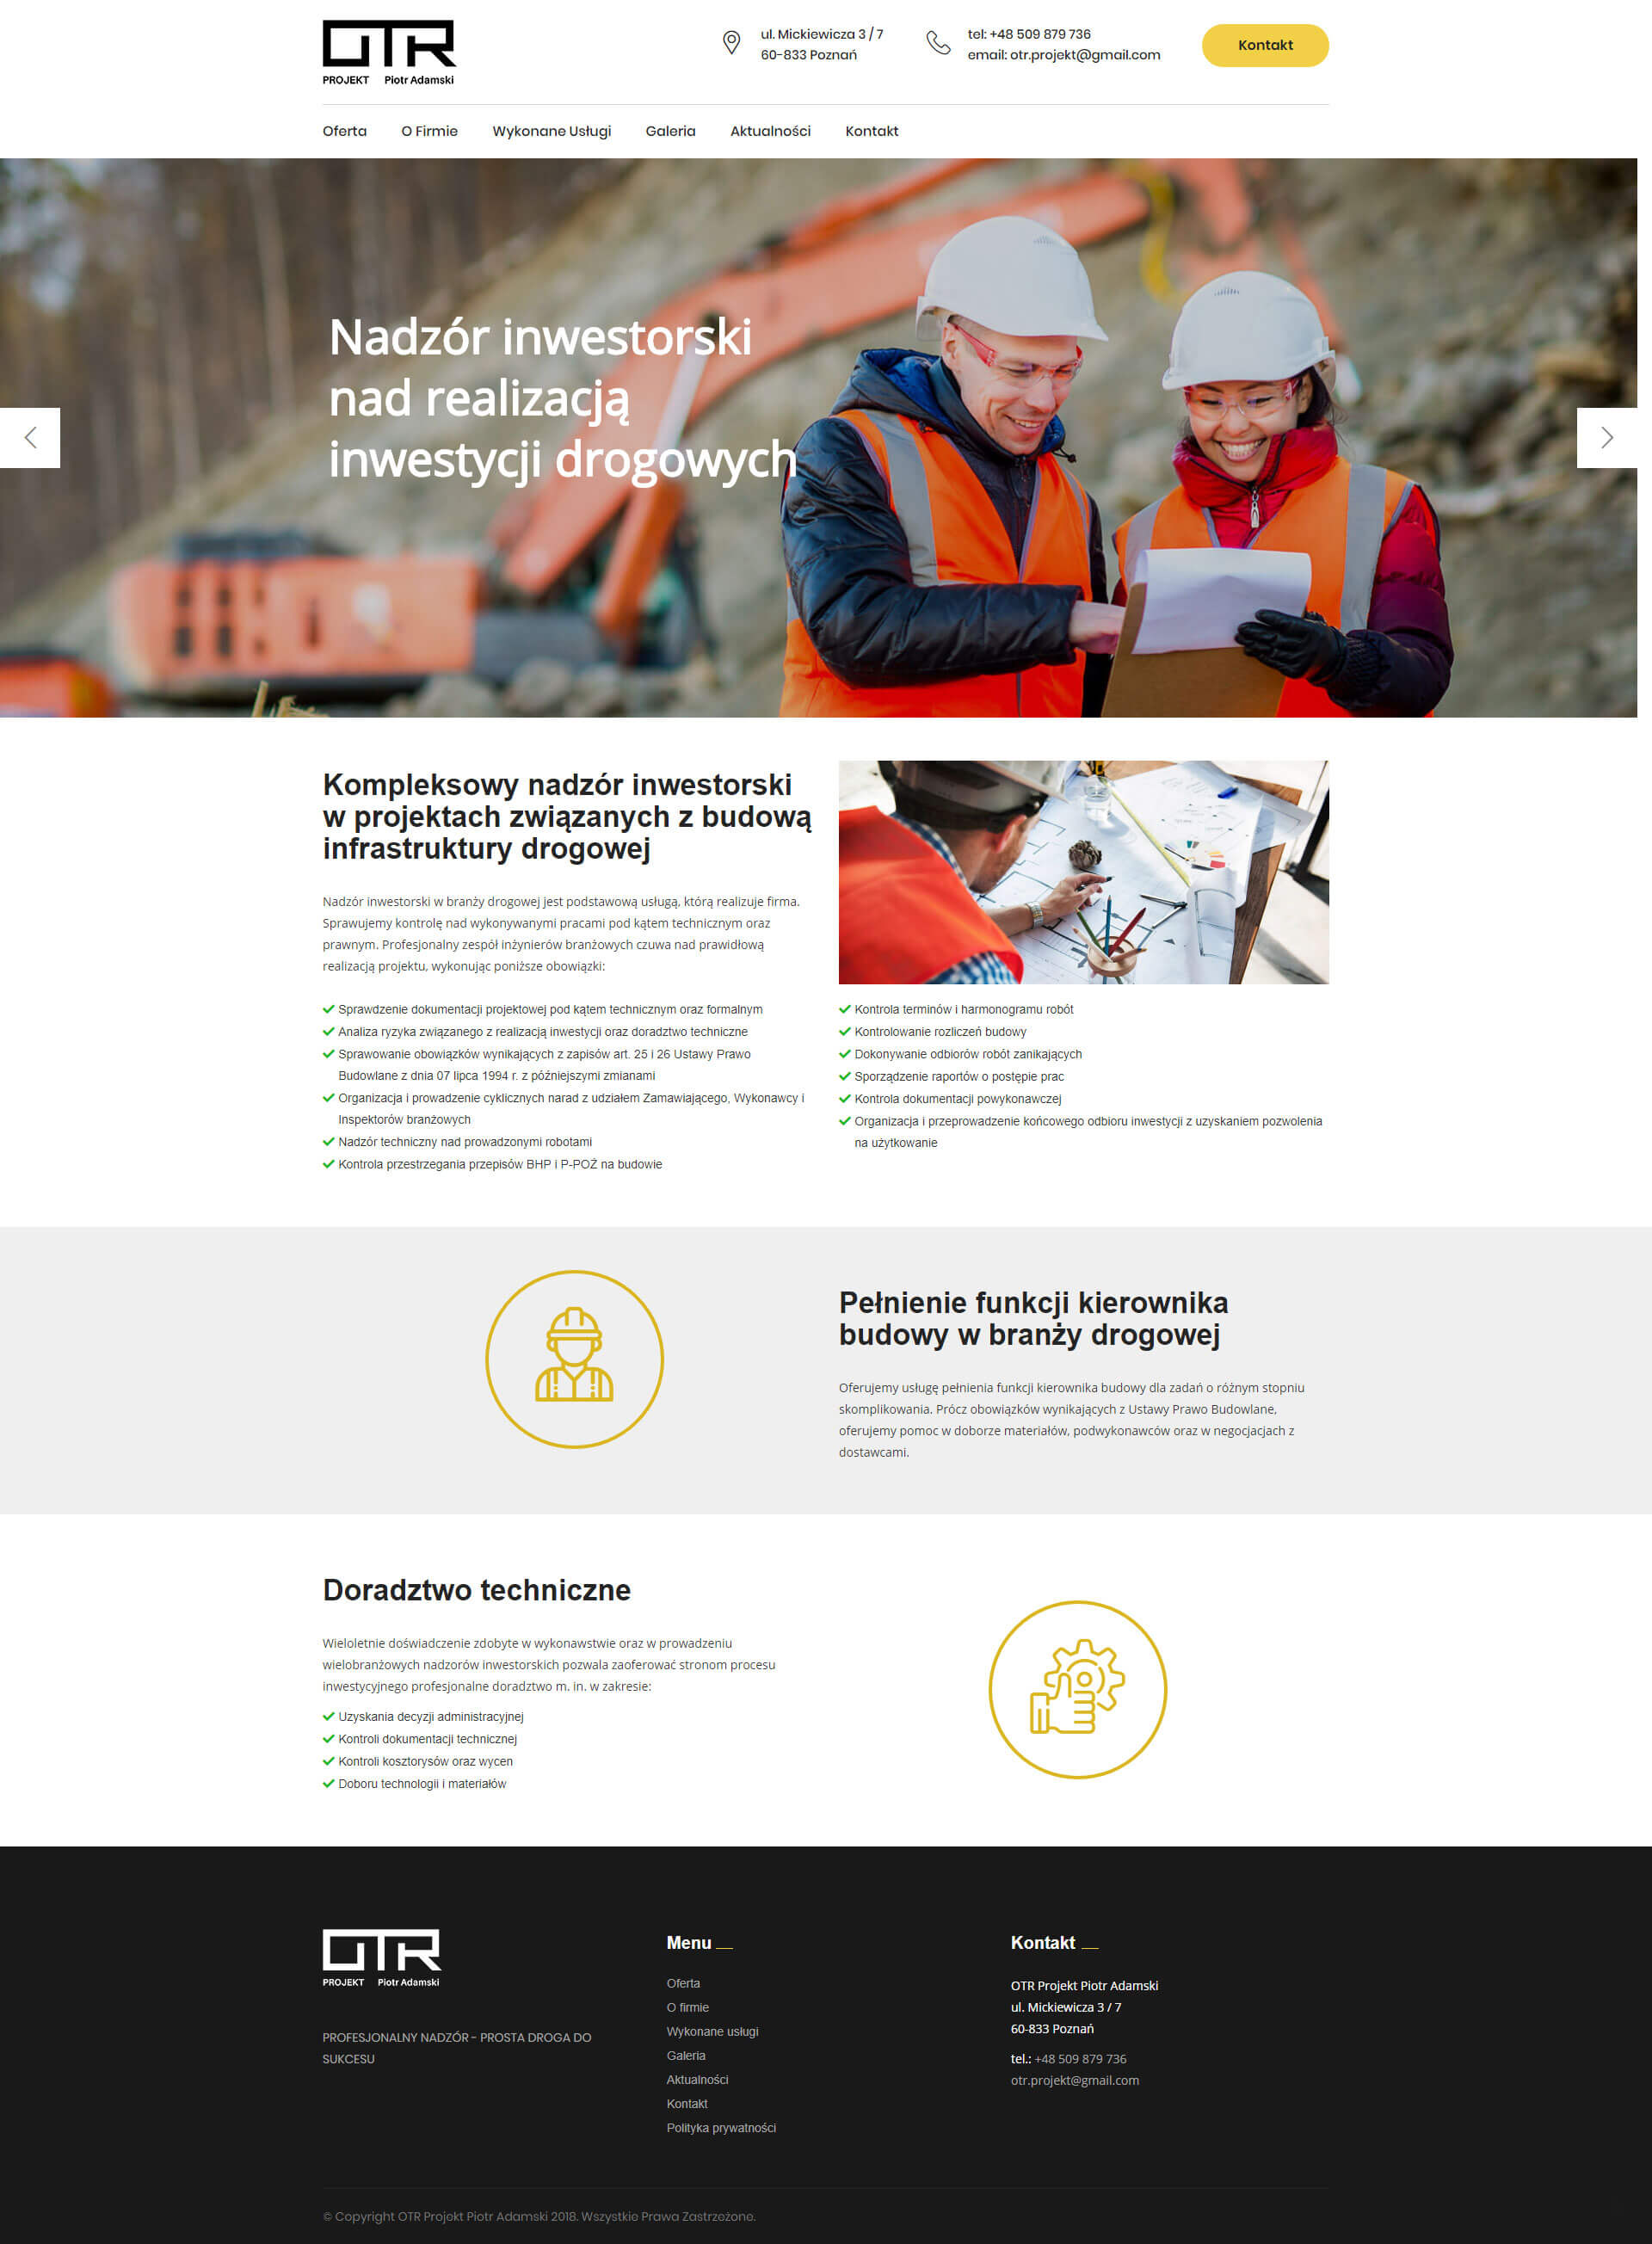 OTR
PROJEKT Piotr Adamski
ul. Mickiewicza 3 / 7
60-833 Poznań
tel: +48 509 879 736
email: otr.projekt@gmail.com
Kontakt
Oferta
O Firmie
Wykonane Usługi
Galeria
Aktualności
Kontakt
Nadzór inwestorski
nad realizacją
inwestycji drogowych
Kompleksowy nadzór inwestorski
w projektach związanych z budową
infrastruktury drogowej
Nadzór inwestorski w branży drogowej jest podstawową usługą, którą realizuje firma.
Sprawujemy kontrolę nad wykonywanymi pracami pod kątem technicznym oraz
prawnym. Profesjonalny zespół inżynierów branżowych czuwa nad prawidłową
realizacją projektu, wykonując poniższe obowiązki:
Sprawdzenie dokumentacji projektowej pod kątem technicznym oraz formalnym
Analiza ryzyka związanego z realizacją inwestycji oraz doradztwo techniczne
Sprawowanie obowiązków wynikających z zapisów art. 25 i 26 Ustawy Prawo
Budowlane z dnia 07 lipca 1994 r. z późniejszymi zmianami
Organizacja i prowadzenie cyklicznych narad z udziałem Zamawiającego, Wykonawcy i
Inspektorów branżowych
Nadzór techniczny nad prowadzonymi robotami
Kontrola przestrzegania przepisów BHP i P-POŻ na budowie
Kontrola terminów i harmonogramu robót
Kontrolowanie rozliczeń budowy
Dokonywanie odbiorów robót zanikających
Sporządzenie raportów o postępie prac
Kontrola dokumentacji powykonawczej
Organizacja i przeprowadzenie końcowego odbioru inwestycji z uzyskaniem pozwolenia
na użytkowanie
Pełnienie funkcji kierownika
budowy w branży drogowej
Oferujemy usługę pełnienia funkcji kierownika budowy dla zadań o różnym stopniu
skomplikowania. Prócz obowiązków wynikających z Ustawy Prawo Budowlane,
oferujemy pomoc w doborze materiałów, podwykonawców oraz w negocjacjach z
dostawcami.
Doradztwo techniczne
Wieloletnie doświadczenie zdobyte w wykonawstwie oraz w prowadzeniu
wielobranżowych nadzorów inwestorskich pozwala zaoferować stronom procesu
inwestycyjnego profesjonalne doradztwo m. in. w zakresie:
Uzyskania decyzji administracyjnej
Kontroli dokumentacji technicznej
Kontroli kosztorysów oraz wycen
Doboru technologii i materiałów
OTR
PROJEKT Piotr Adamski
PROFESJONALNY NADZÓR - PROSTA DROGA DO
SUKCESU
Menu
Oferta
O firmie
Wykonane usługi
Galeria
Aktualności
Kontakt
Polityka prywatności
Kontakt
OTR Projekt Piotr Adamski
ul. Mickiewicza 3 / 7
60-833 Poznań
tel.: +48 509 879 736
otr.projekt@gmail.com
© Copyright OTR Projekt Piotr Adamski 2018. Wszystkie Prawa Zastrzeżone.